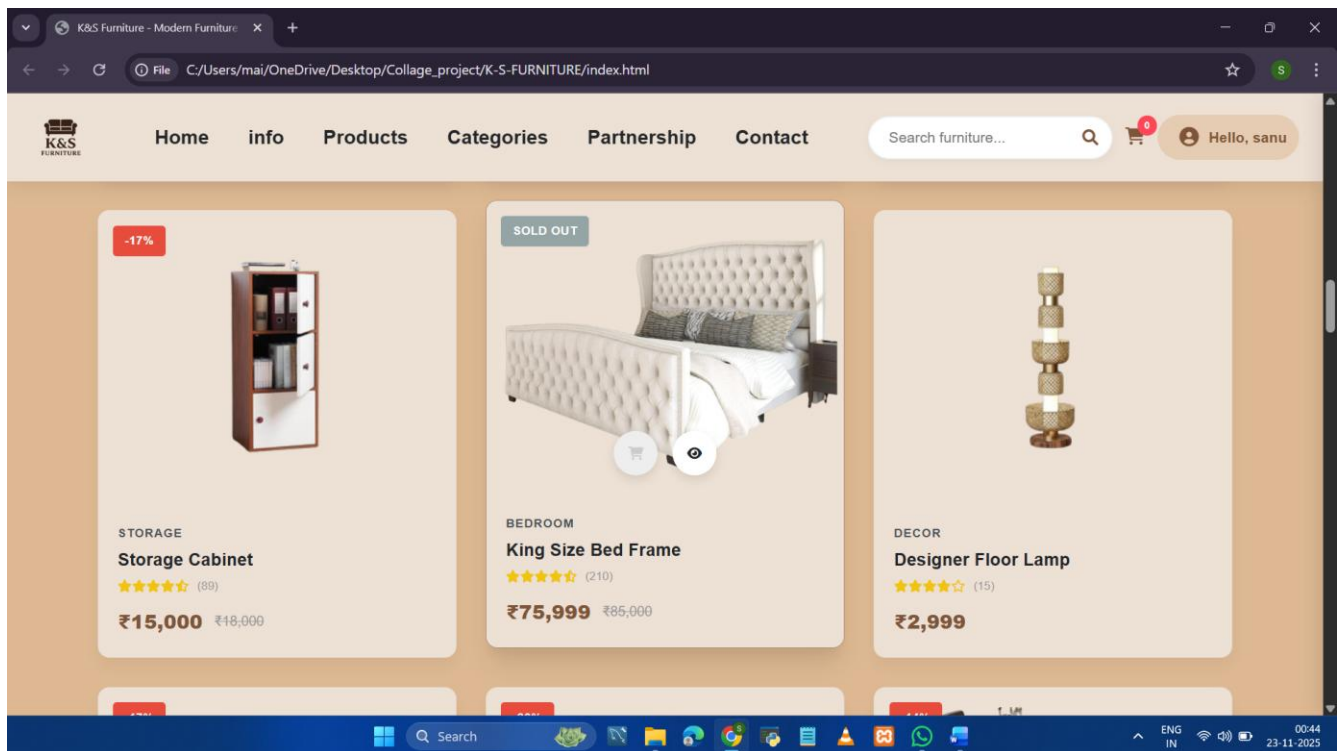 K&S Furniture - Modern Furniture
File C:/Users/mai/OneDrive/Desktop/Collage_project/K-S-FURNITURE/index.html
S
K&S
FURNITURE
Home info Products Categories Partnership Contact
Search furniture...
0
Hello, sanu
-17%
STORAGE
Storage Cabinet
(89)
₹15,000 ₹18,000
SOLD OUT
BEDROOM
King Size Bed Frame
(210)
₹75,999 ₹85,000
DECOR
Designer Floor Lamp
(15)
₹2,999
Search
ENG
IN
00:44
23-11-2025